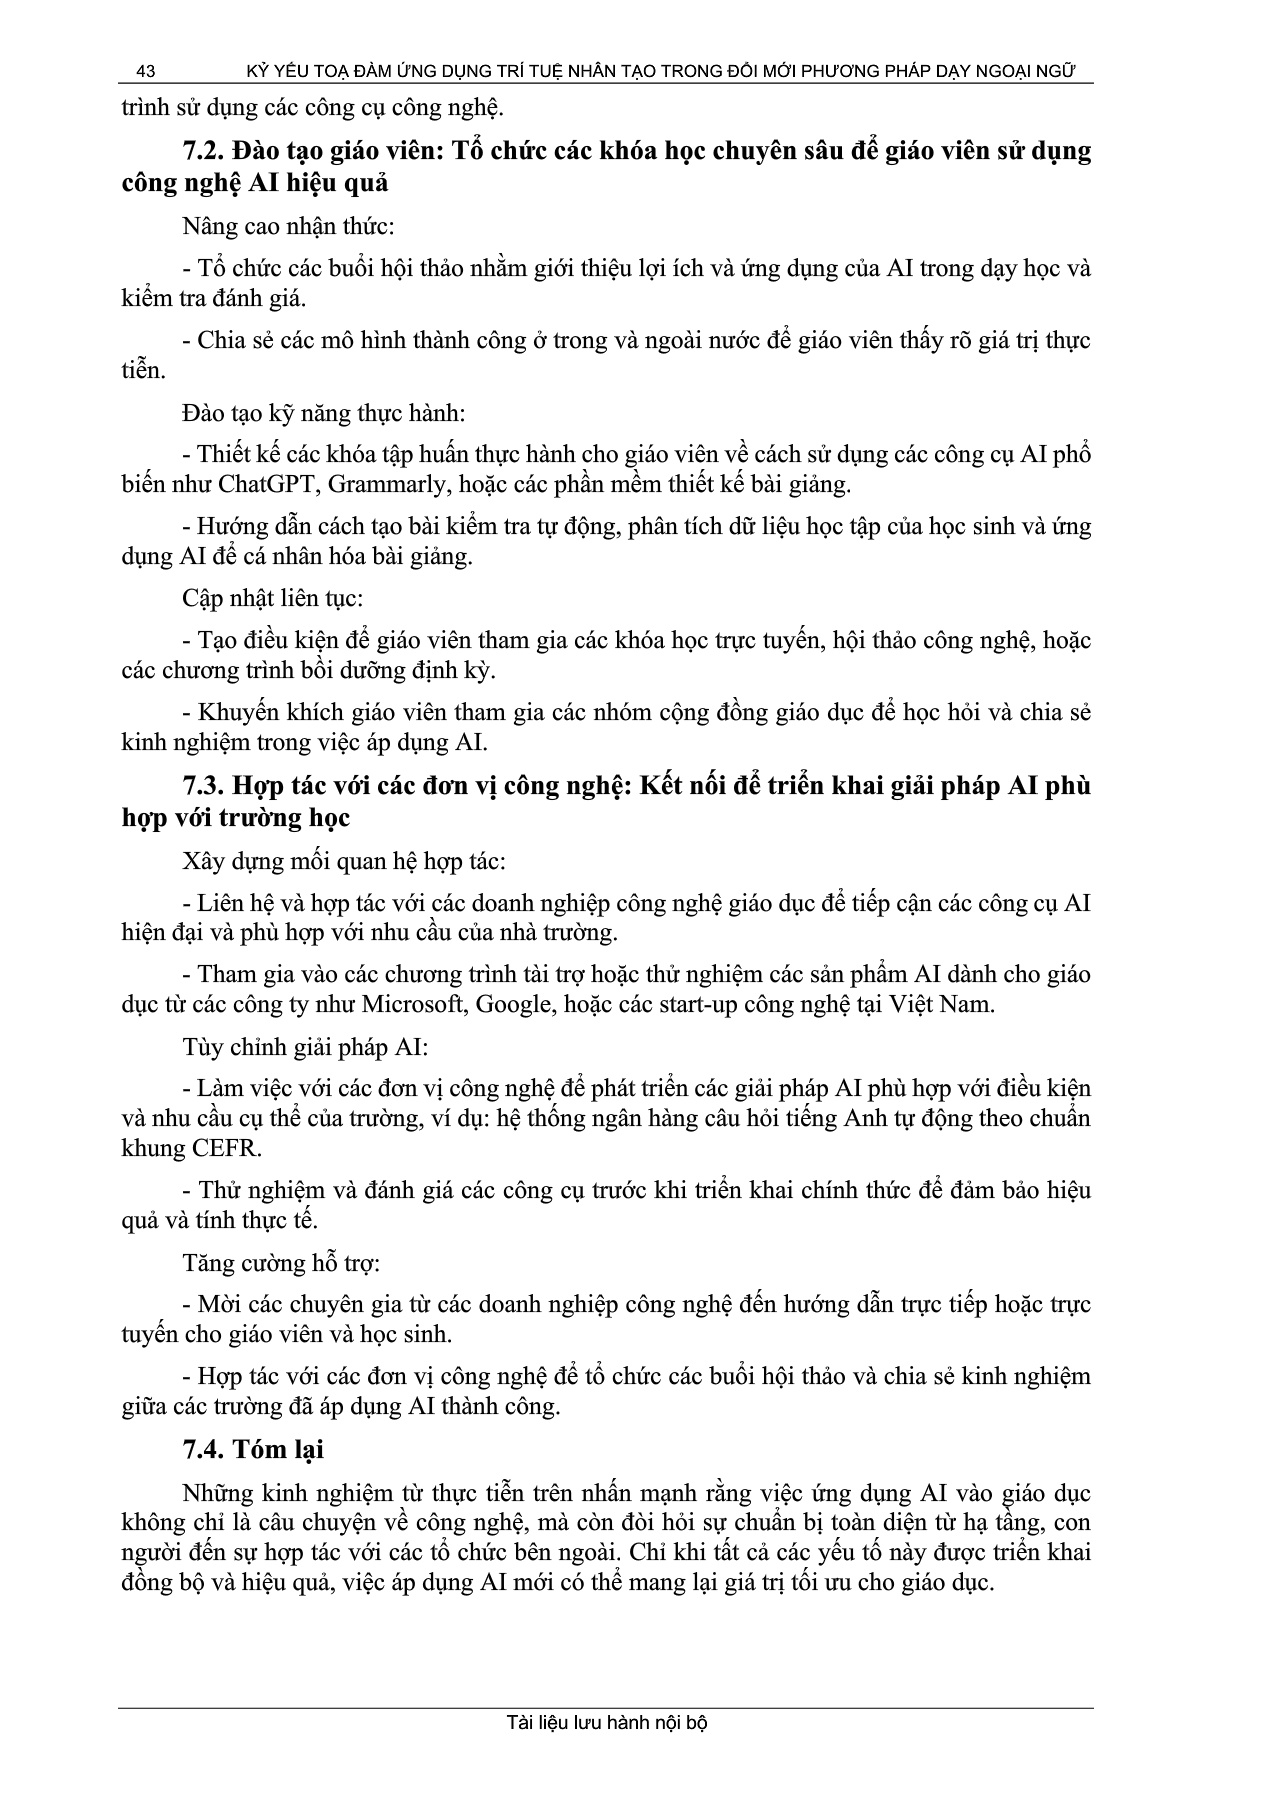 43 KỶ YẾU TOẠ ĐÀM ỨNG DỤNG TRÍ TUỆ NHÂN TẠO TRONG ĐỔI MỚI PHƯƠNG PHÁP DẠY NGOẠI NGỮ
trình sử dụng các công cụ công nghệ.
7.2. Đào tạo giáo viên: Tổ chức các khóa học chuyên sâu để giáo viên sử dụng
công nghệ AI hiệu quả
Nâng cao nhận thức:
- Tổ chức các buổi hội thảo nhằm giới thiệu lợi ích và ứng dụng của AI trong dạy học và
kiểm tra đánh giá.
- Chia sẻ các mô hình thành công ở trong và ngoài nước để giáo viên thấy rõ giá trị thực
tiễn.
Đào tạo kỹ năng thực hành:
- Thiết kế các khóa tập huấn thực hành cho giáo viên về cách sử dụng các công cụ AI phổ
biến như ChatGPT, Grammarly, hoặc các phần mềm thiết kế bài giảng.
- Hướng dẫn cách tạo bài kiểm tra tự động, phân tích dữ liệu học tập của học sinh và ứng
dụng AI để cá nhân hóa bài giảng.
Cập nhật liên tục:
- Tạo điều kiện để giáo viên tham gia các khóa học trực tuyến, hội thảo công nghệ, hoặc
các chương trình bồi dưỡng định kỳ.
- Khuyến khích giáo viên tham gia các nhóm cộng đồng giáo dục để học hỏi và chia sẻ
kinh nghiệm trong việc áp dụng AI.
7.3. Hợp tác với các đơn vị công nghệ: Kết nối để triển khai giải pháp AI phù
hợp với trường học
Xây dựng mối quan hệ hợp tác:
- Liên hệ và hợp tác với các doanh nghiệp công nghệ giáo dục để tiếp cận các công cụ AI
hiện đại và phù hợp với nhu cầu của nhà trường.
- Tham gia vào các chương trình tài trợ hoặc thử nghiệm các sản phẩm AI dành cho giáo
dục từ các công ty như Microsoft, Google, hoặc các start-up công nghệ tại Việt Nam.
Tùy chỉnh giải pháp AI:
- Làm việc với các đơn vị công nghệ để phát triển các giải pháp AI phù hợp với điều kiện
và nhu cầu cụ thể của trường, ví dụ: hệ thống ngân hàng câu hỏi tiếng Anh tự động theo chuẩn
khung CEFR.
- Thử nghiệm và đánh giá các công cụ trước khi triển khai chính thức để đảm bảo hiệu
quả và tính thực tế.
Tăng cường hỗ trợ:
- Mời các chuyên gia từ các doanh nghiệp công nghệ đến hướng dẫn trực tiếp hoặc trực
tuyến cho giáo viên và học sinh.
- Hợp tác với các đơn vị công nghệ để tổ chức các buổi hội thảo và chia sẻ kinh nghiệm
giữa các trường đã áp dụng AI thành công.
7.4. Tóm lại
Những kinh nghiệm từ thực tiễn trên nhấn mạnh rằng việc ứng dụng AI vào giáo dục
không chỉ là câu chuyện về công nghệ, mà còn đòi hỏi sự chuẩn bị toàn diện từ hạ tầng, con
người đến sự hợp tác với các tổ chức bên ngoài. Chỉ khi tất cả các yếu tố này được triển khai
đồng bộ và hiệu quả, việc áp dụng AI mới có thể mang lại giá trị tối ưu cho giáo dục.
Tài liệu lưu hành nội bộ